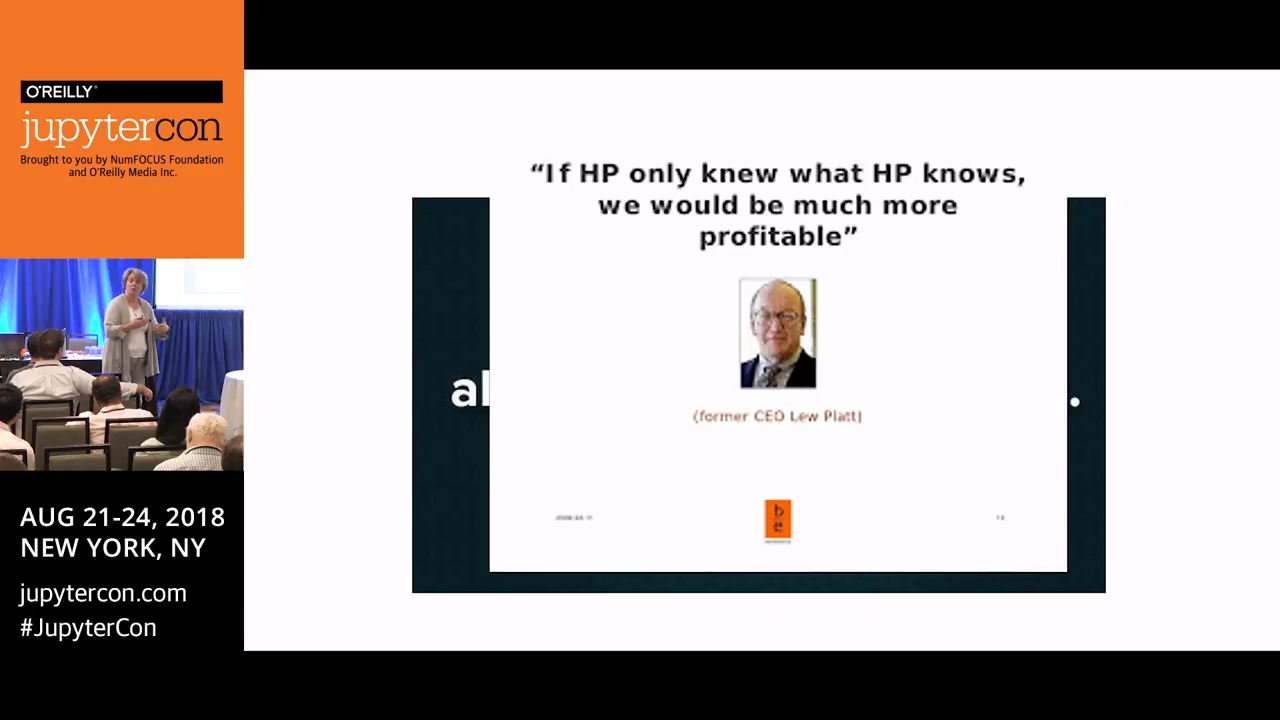 O'REILLY®
jupytercon
Brought to you by NumFOCUS Foundation
and O'Reilly Media Inc.
AUG 21-24, 2018
NEW YORK, NY
jupytercon.com
#JupyterCon
“If HP only knew what HP knows,
we would be much more
profitable”
al
.
(former CEO Lew Platt)
be